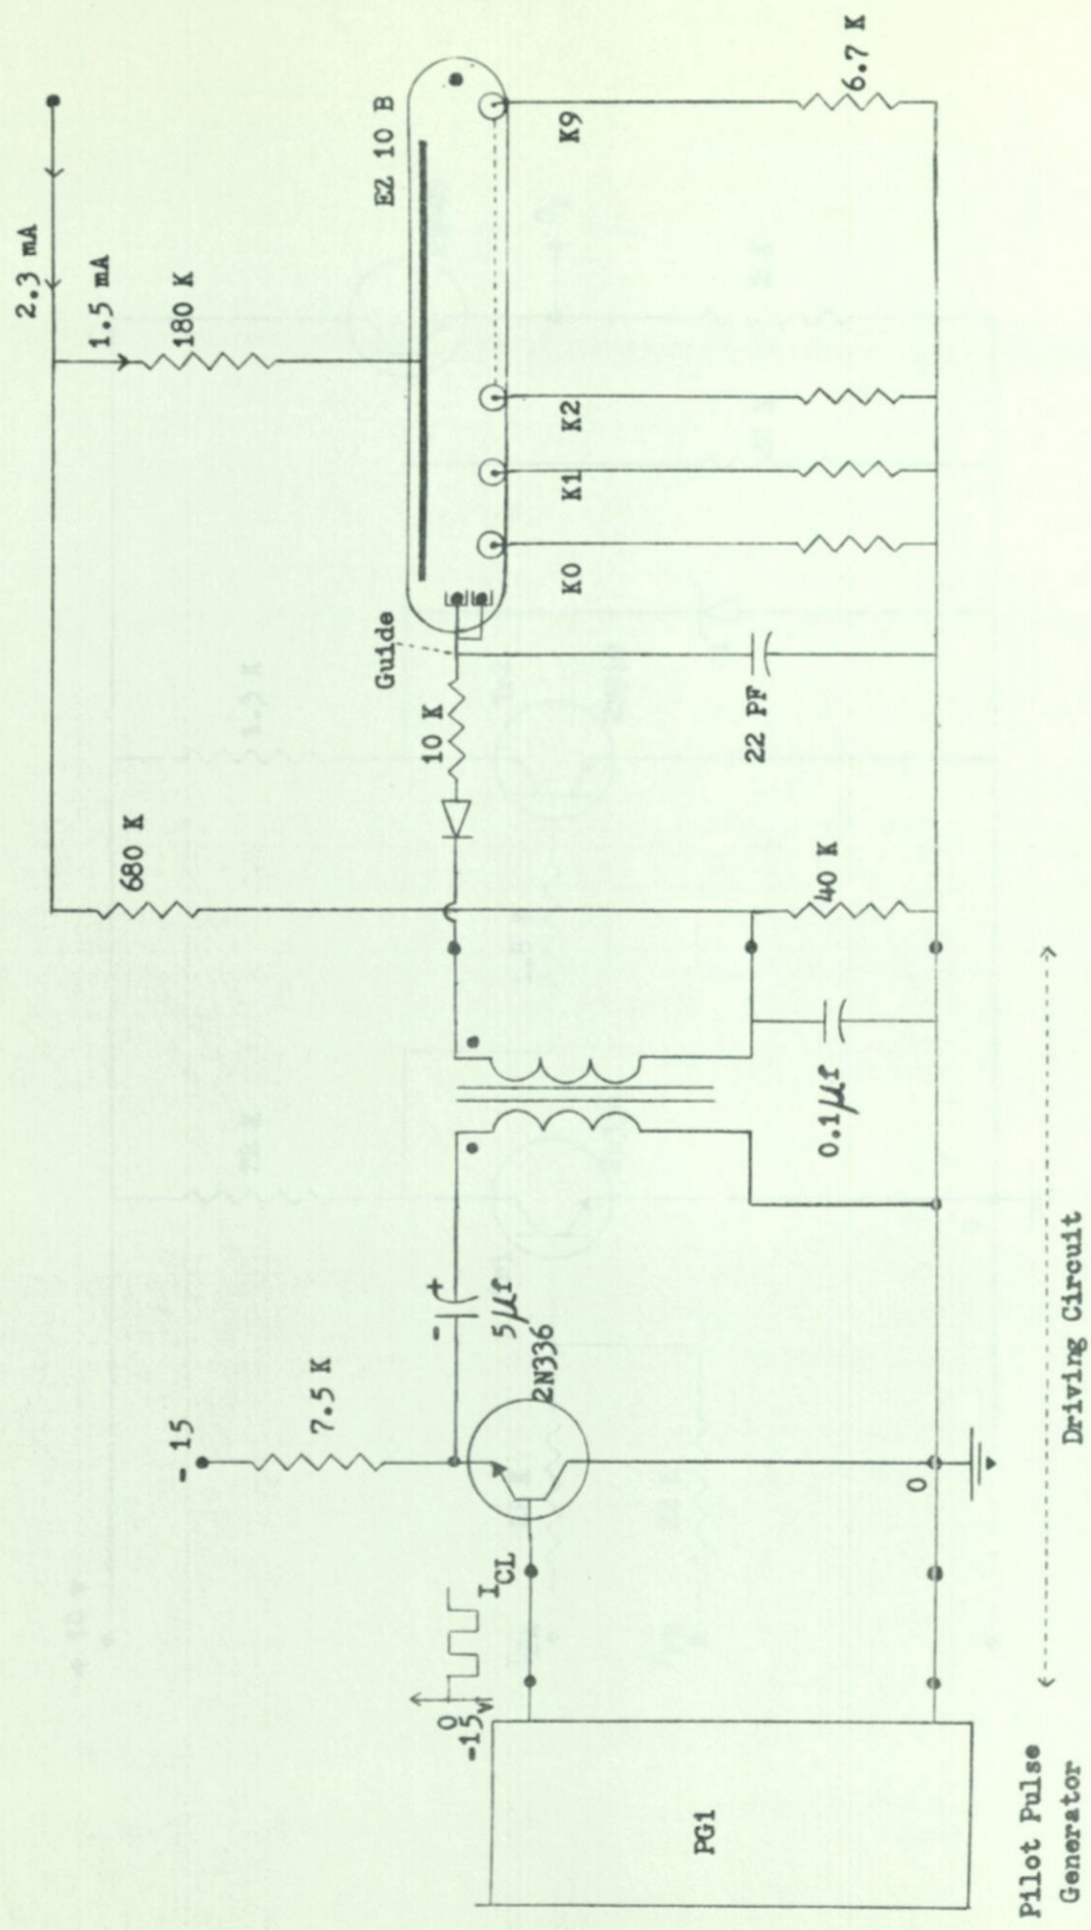 2.3 mA
1.5 mA
180 K
680 K
EZ 10 B
Guide
10 K
K0
K1
K2
K9
6.7 K
22 PF
40 K
0.1μf
- 15
7.5 K
- +
5μf
2N336
I CL
0
-15v
0
PG1
Pilot Pulse
Generator
Driving Circuit